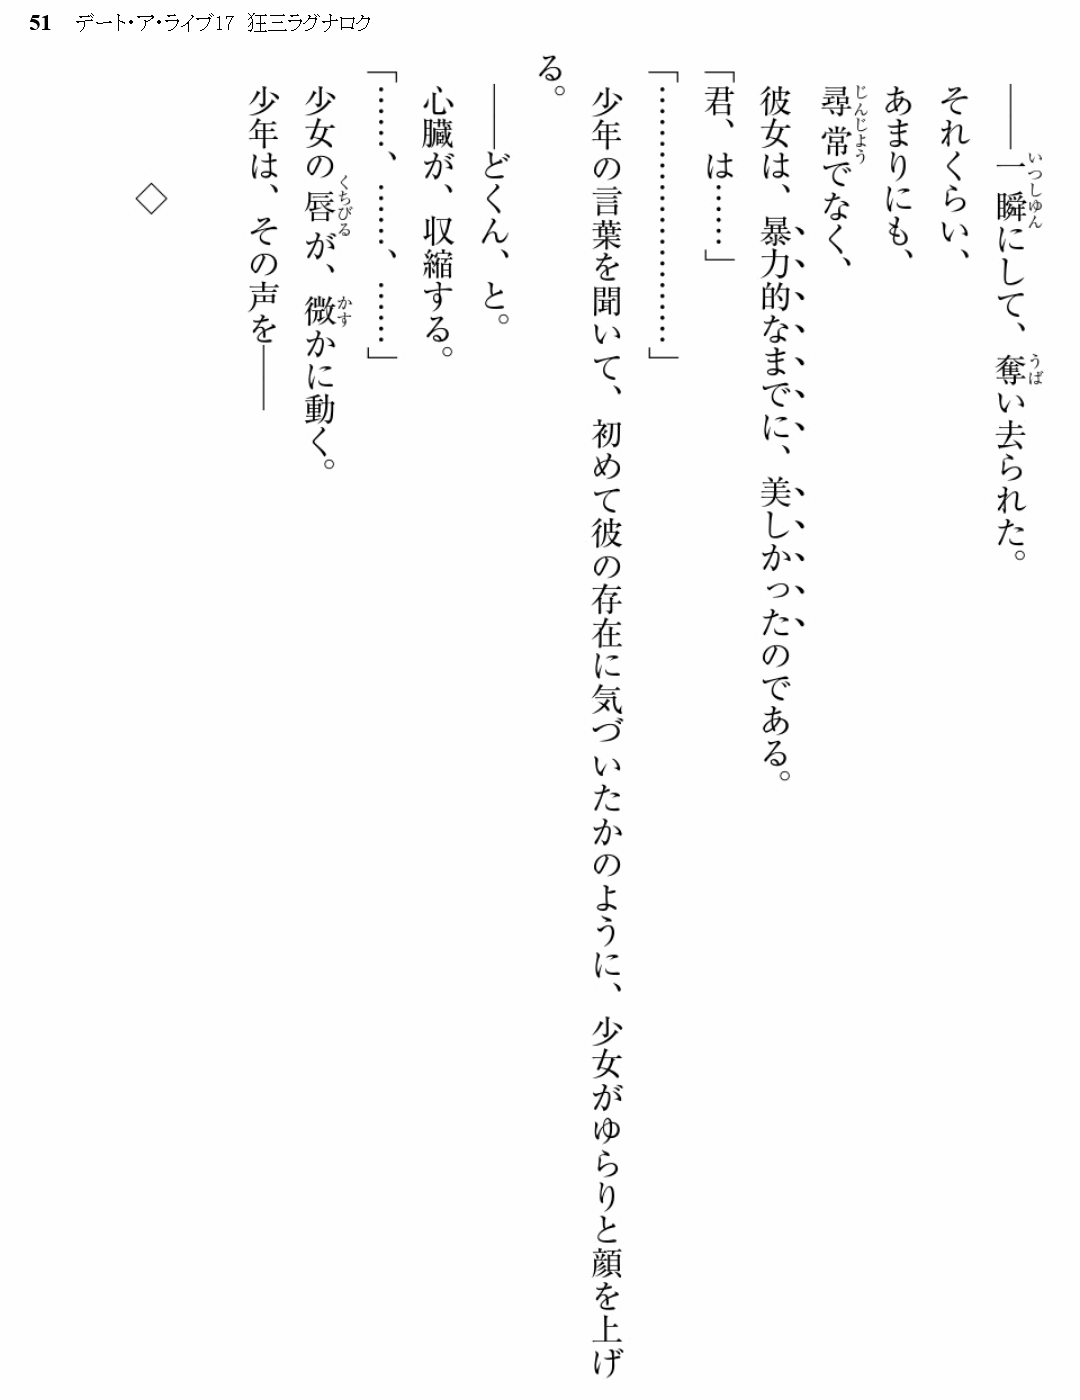 51 デート・ア・ライブ17 狂三ラグナロク
――一瞬にして、奪い去られた。
それくらい、
あまりにも、
尋常でなく、
彼女は、暴力的なまでに、美しかったのである。
「君、は……」
「……………………」
少年の言葉を聞いて、初めて彼の存在に気づいたかのように、少女がゆらりと顔を上げ
る。
――どくん、と。
心臓が、収縮する。
「……、……、……」
少女の唇が、微かに動く。
少年は、その声を――
◇